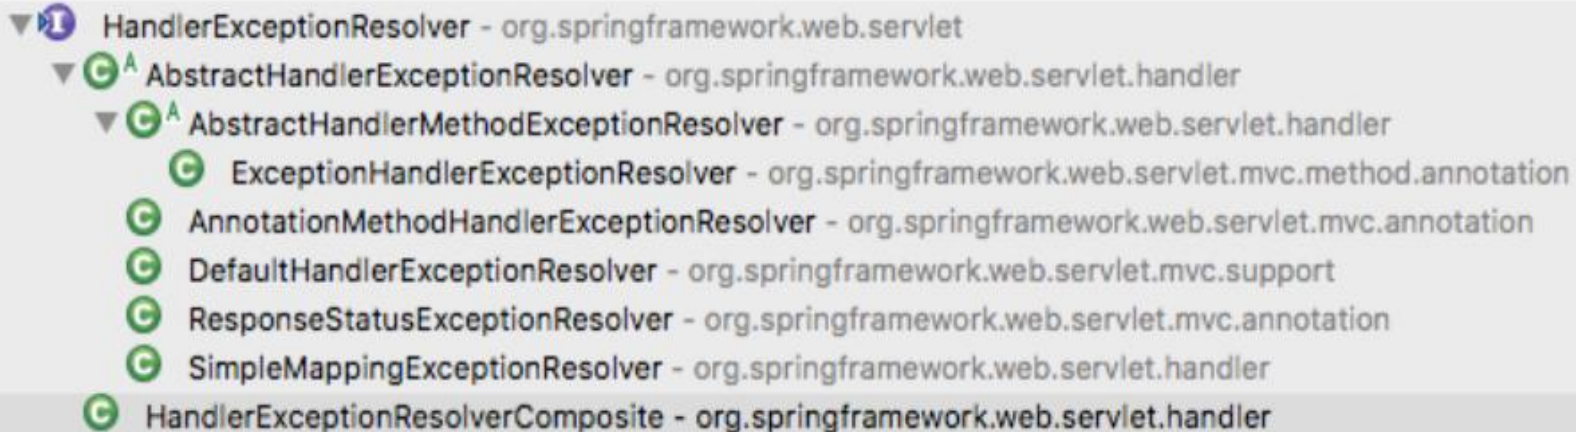 HandlerExceptionResolver - org.springframework.web.servlet
A AbstractHandlerExceptionResolver - org.springframework.web.servlet.handler
A AbstractHandlerMethodExceptionResolver - org.springframework.web.servlet.handler
C ExceptionHandlerExceptionResolver - org.springframework.web.servlet.mvc.method.annotation
C AnnotationMethodHandlerExceptionResolver - org.springframework.web.servlet.mvc.annotation
C DefaultHandlerExceptionResolver - org.springframework.web.servlet.mvc.support
C ResponseStatusExceptionResolver - org.springframework.web.servlet.mvc.annotation
C SimpleMappingExceptionResolver - org.springframework.web.servlet.handler
C HandlerExceptionResolverComposite - org.springframework.web.servlet.handler